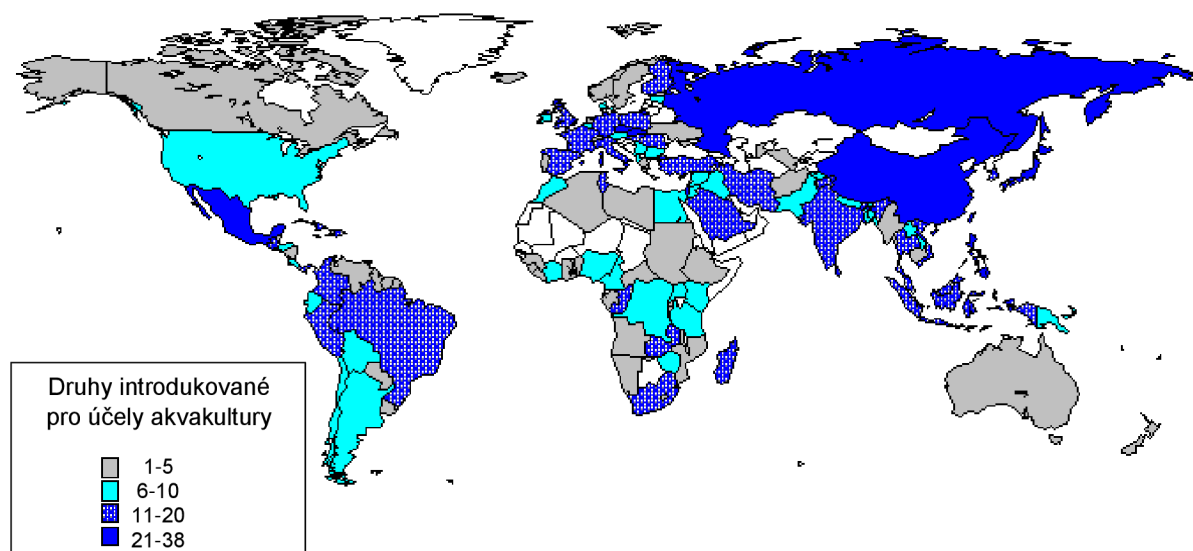 Druhy introdukované
pro účely akvakultury
1-5
6-10
11-20
21-38